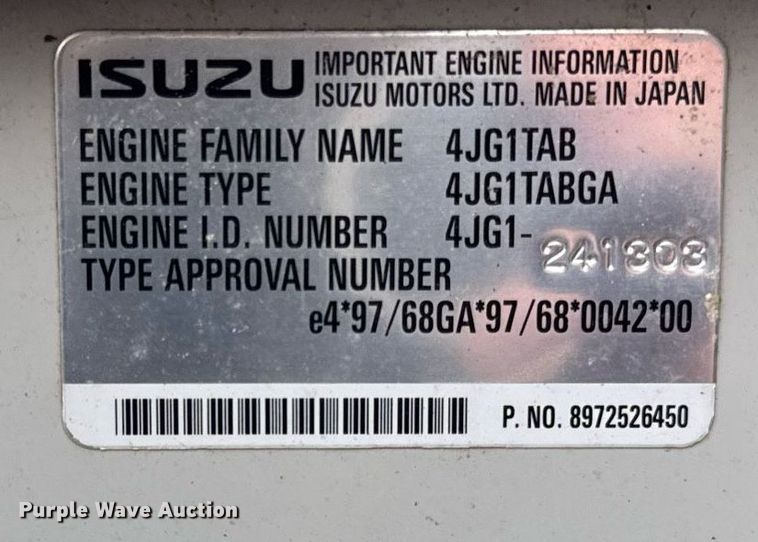 ISUZU IMPORTANT ENGINE INFORMATION
ISUZU MOTORS LTD. MADE IN JAPAN
ENGINE FAMILY NAME 4JG1TAB
ENGINE TYPE 4JG1TABGA
ENGINE I.D. NUMBER 4JG1-241303
TYPE APPROVAL NUMBER
e4*97/68GA*97/68*0042*00
P. NO. 8972526450
Purple Wave Auction